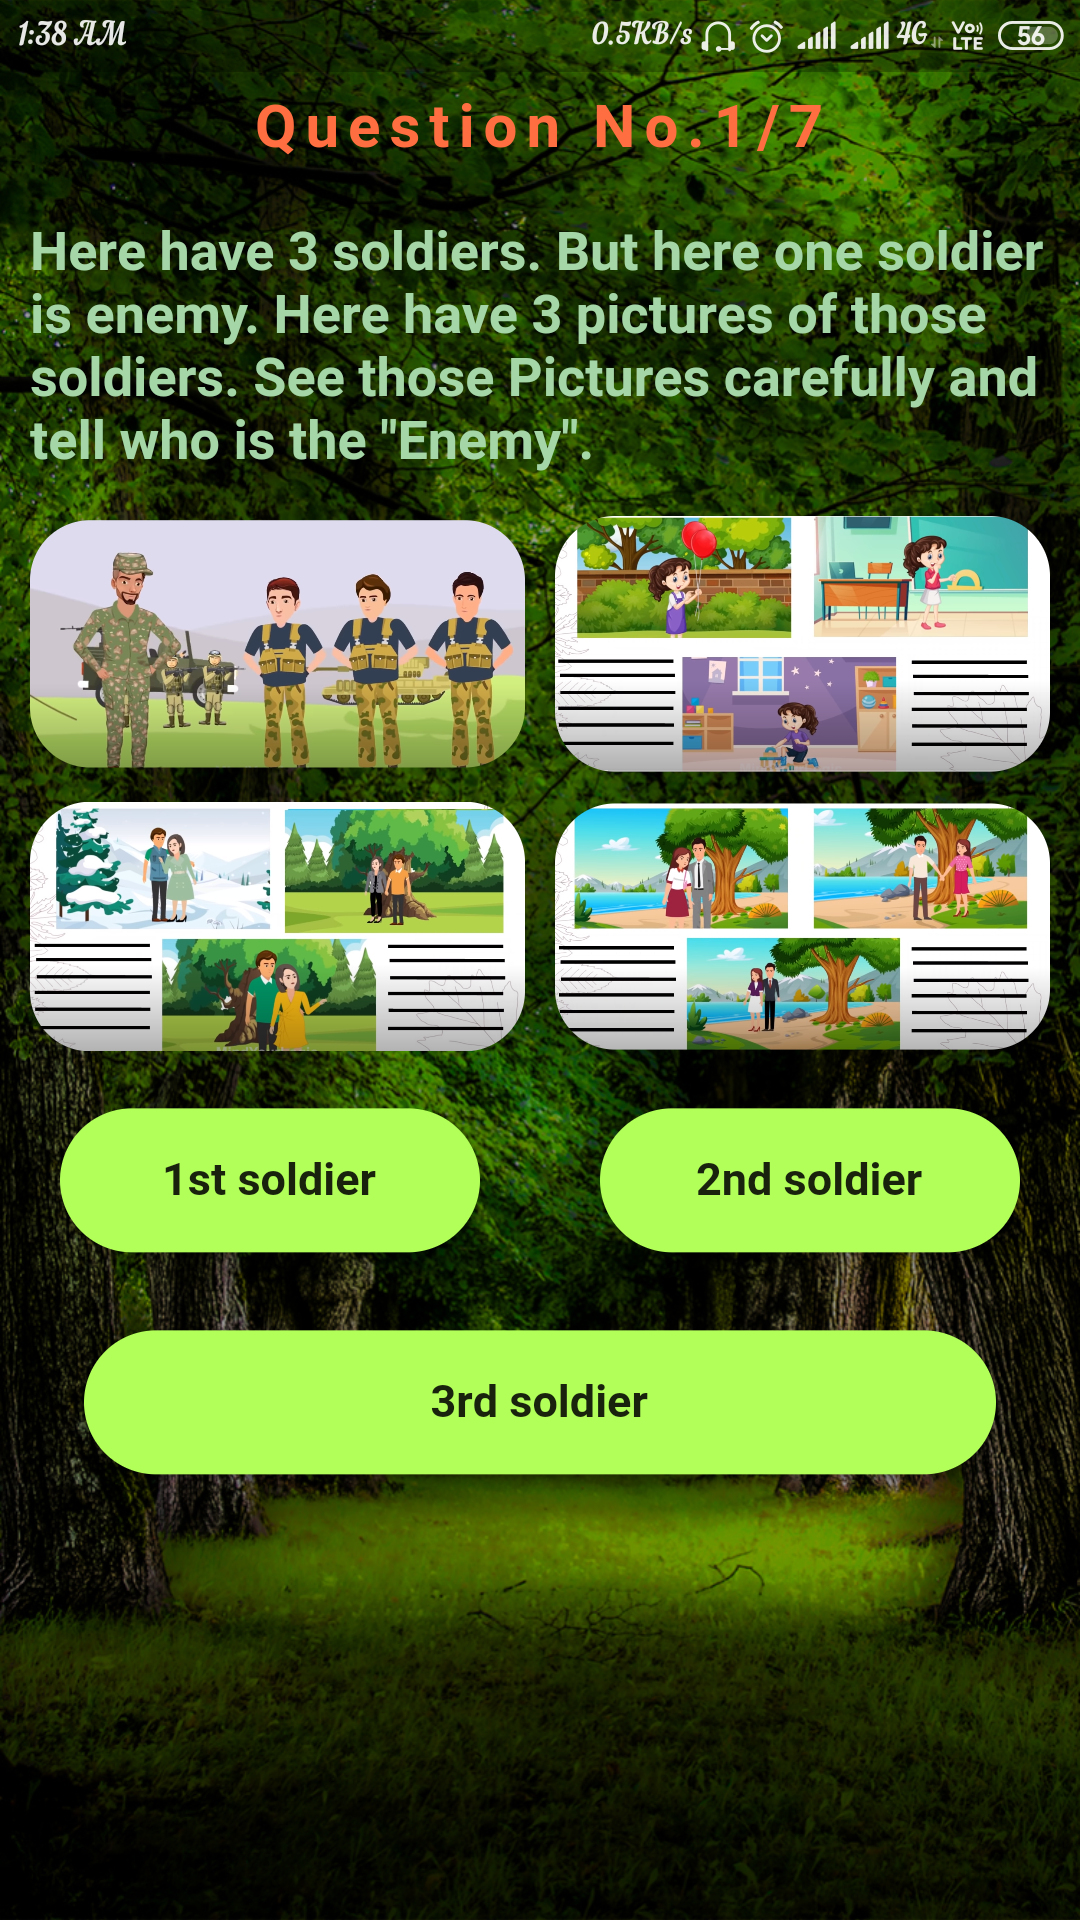 1:38 AM 0.5KB/s 4G VoLTE 56
Question No.1/7
Here have 3 soldiers. But here one soldier
is enemy. Here have 3 pictures of those
soldiers. See those Pictures carefully and
tell who is the "Enemy".
1st soldier
2nd soldier
3rd soldier